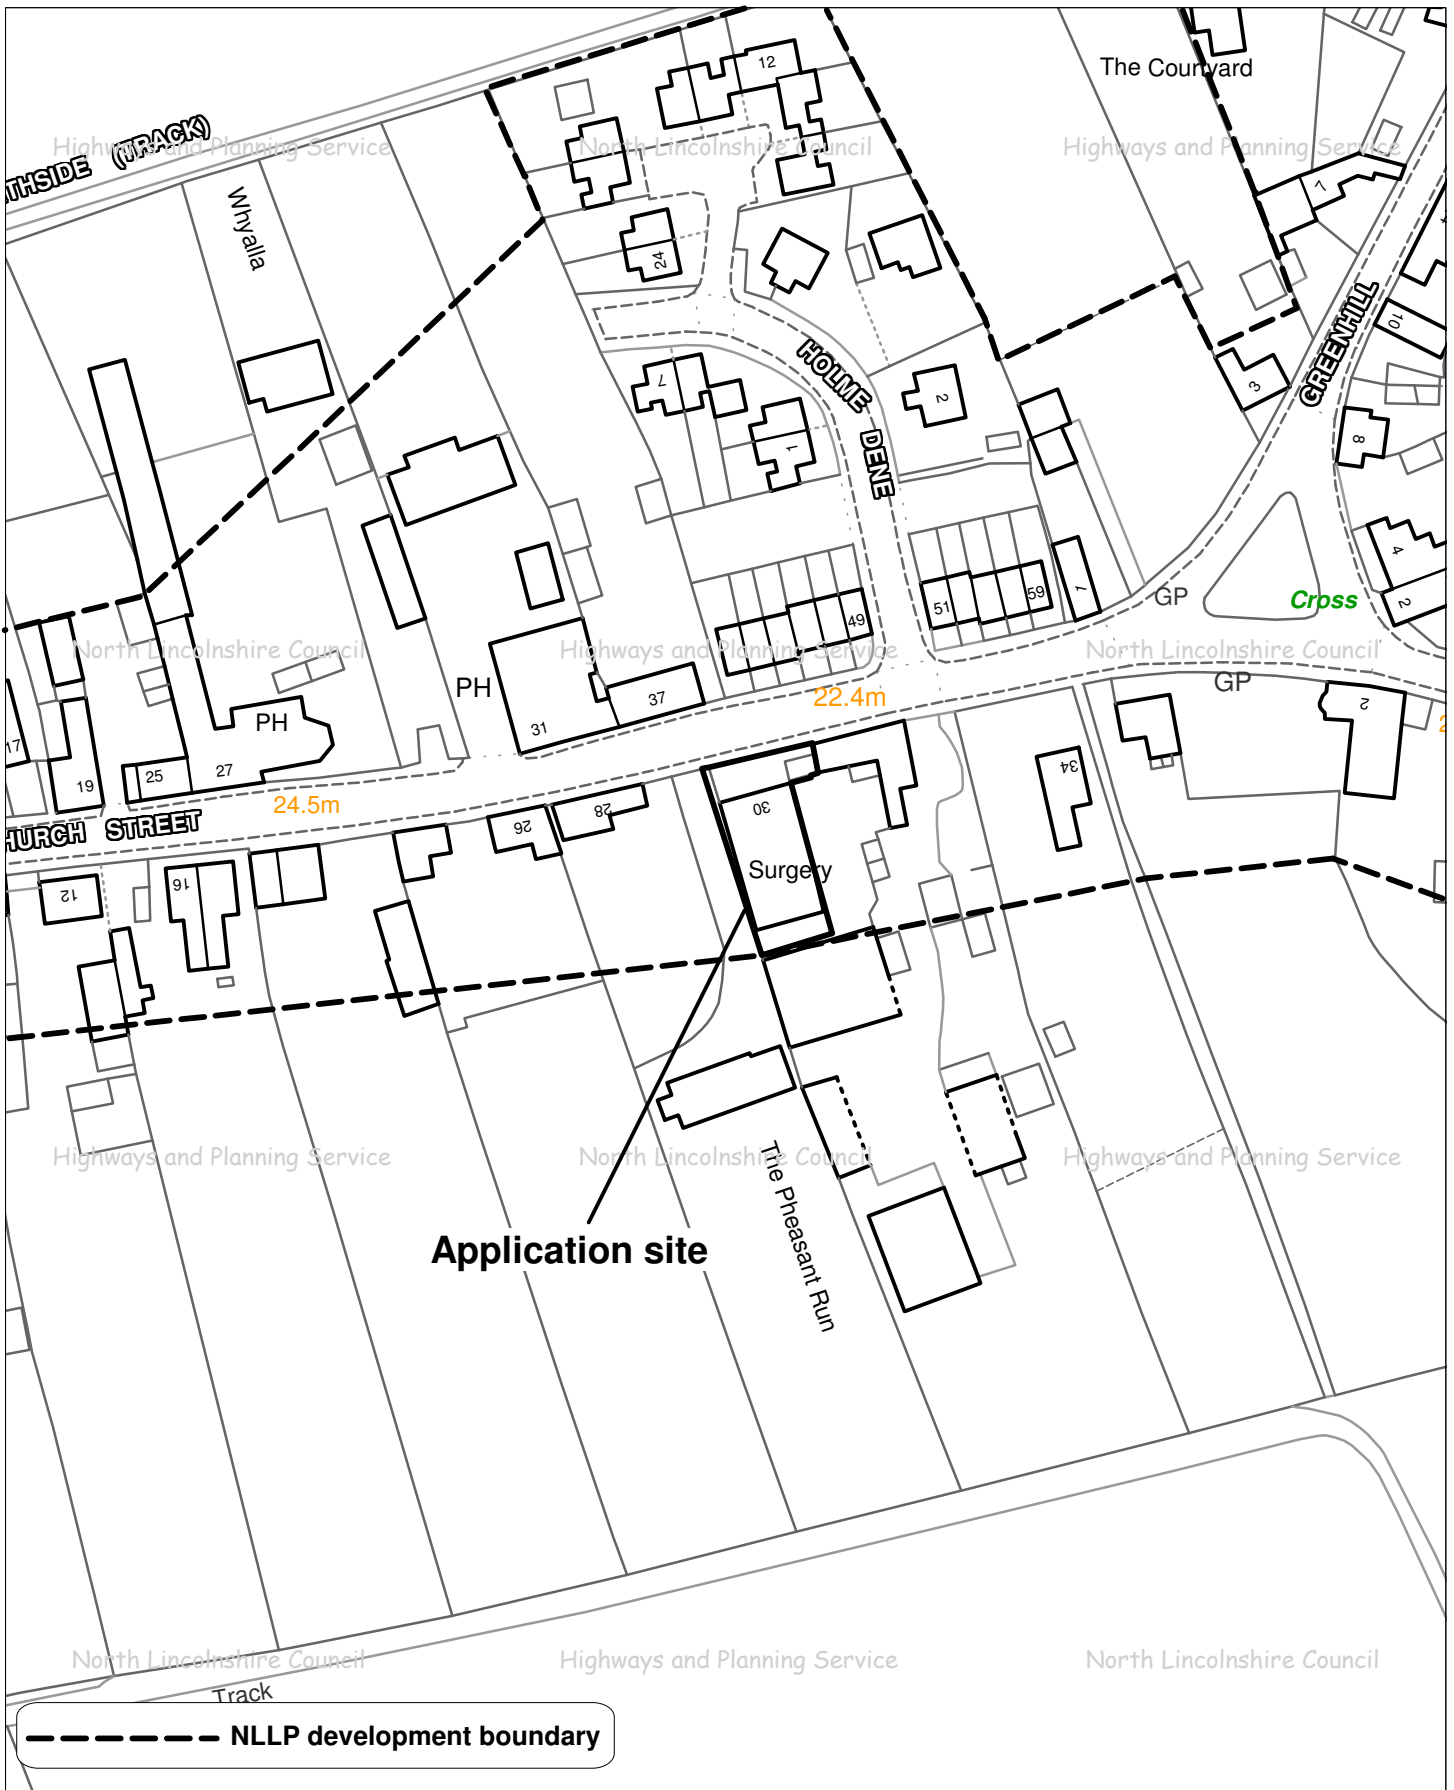 12
The Courtyard
THSIDE (TRACK)
Highways and Planning Service
North Lincolnshire Council
Highways and Planning Service
7
Whyalla
24
HOLME DENE
GREENHILL
10
3
7
2
8
1
4
2
51
59
49
1
GP
Cross
North Lincolnshire Council
Highways and Planning Service
North Lincolnshire Council
PH
GP
37
22.4m
31
PH
2
17
19
25
27
24.5m
34
30
28
26
HURCH STREET
Surgery
16
12
Highways and Planning Service
North Lincolnshire Council
Highways and Planning Service
The Pheasant Run
Application site
North Lincolnshire Council
Highways and Planning Service
North Lincolnshire Council
Track
NLLP development boundary